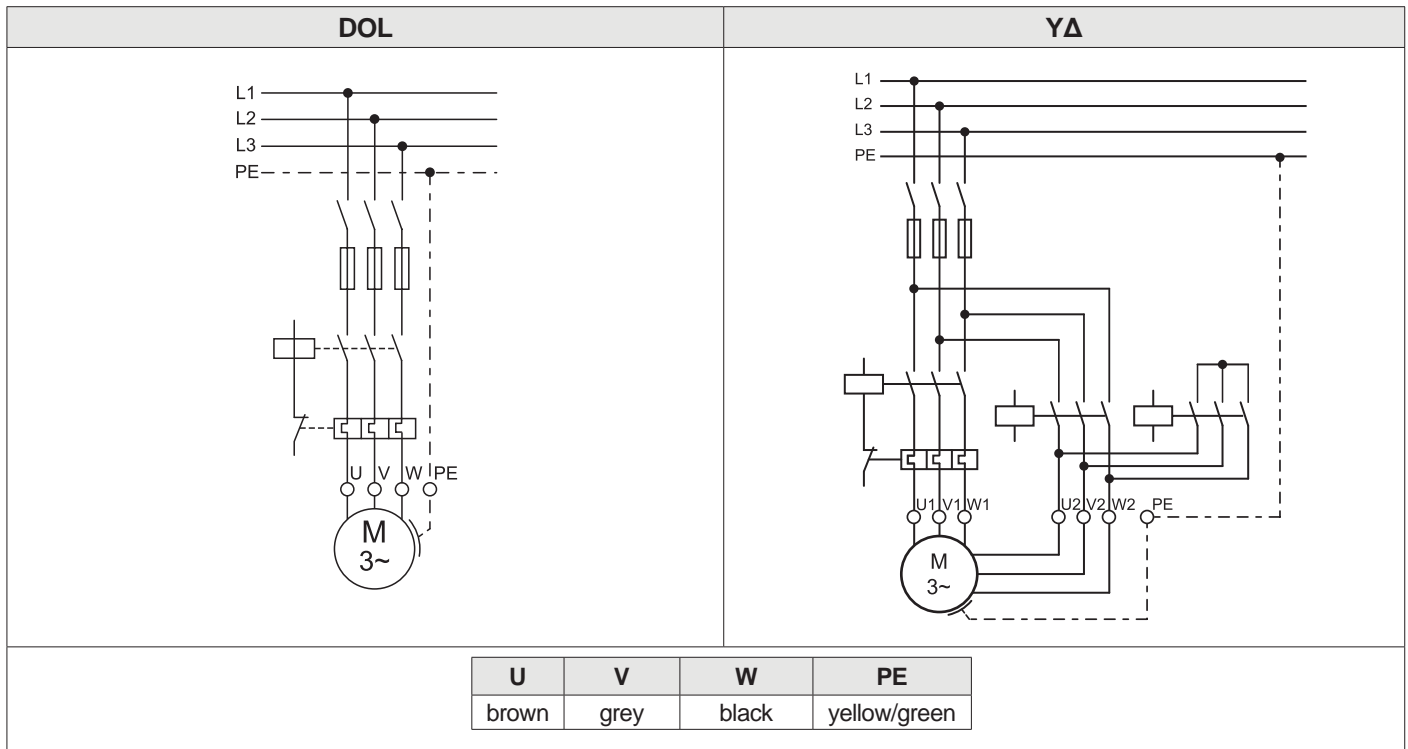 DOL
YΔ
L1
L2
L3
PE
U V W PE
M
3~
L1
L2
L3
PE
U1 V1 W1 U2 V2 W2 PE
M
3~
U V W PE
brown grey black yellow/green